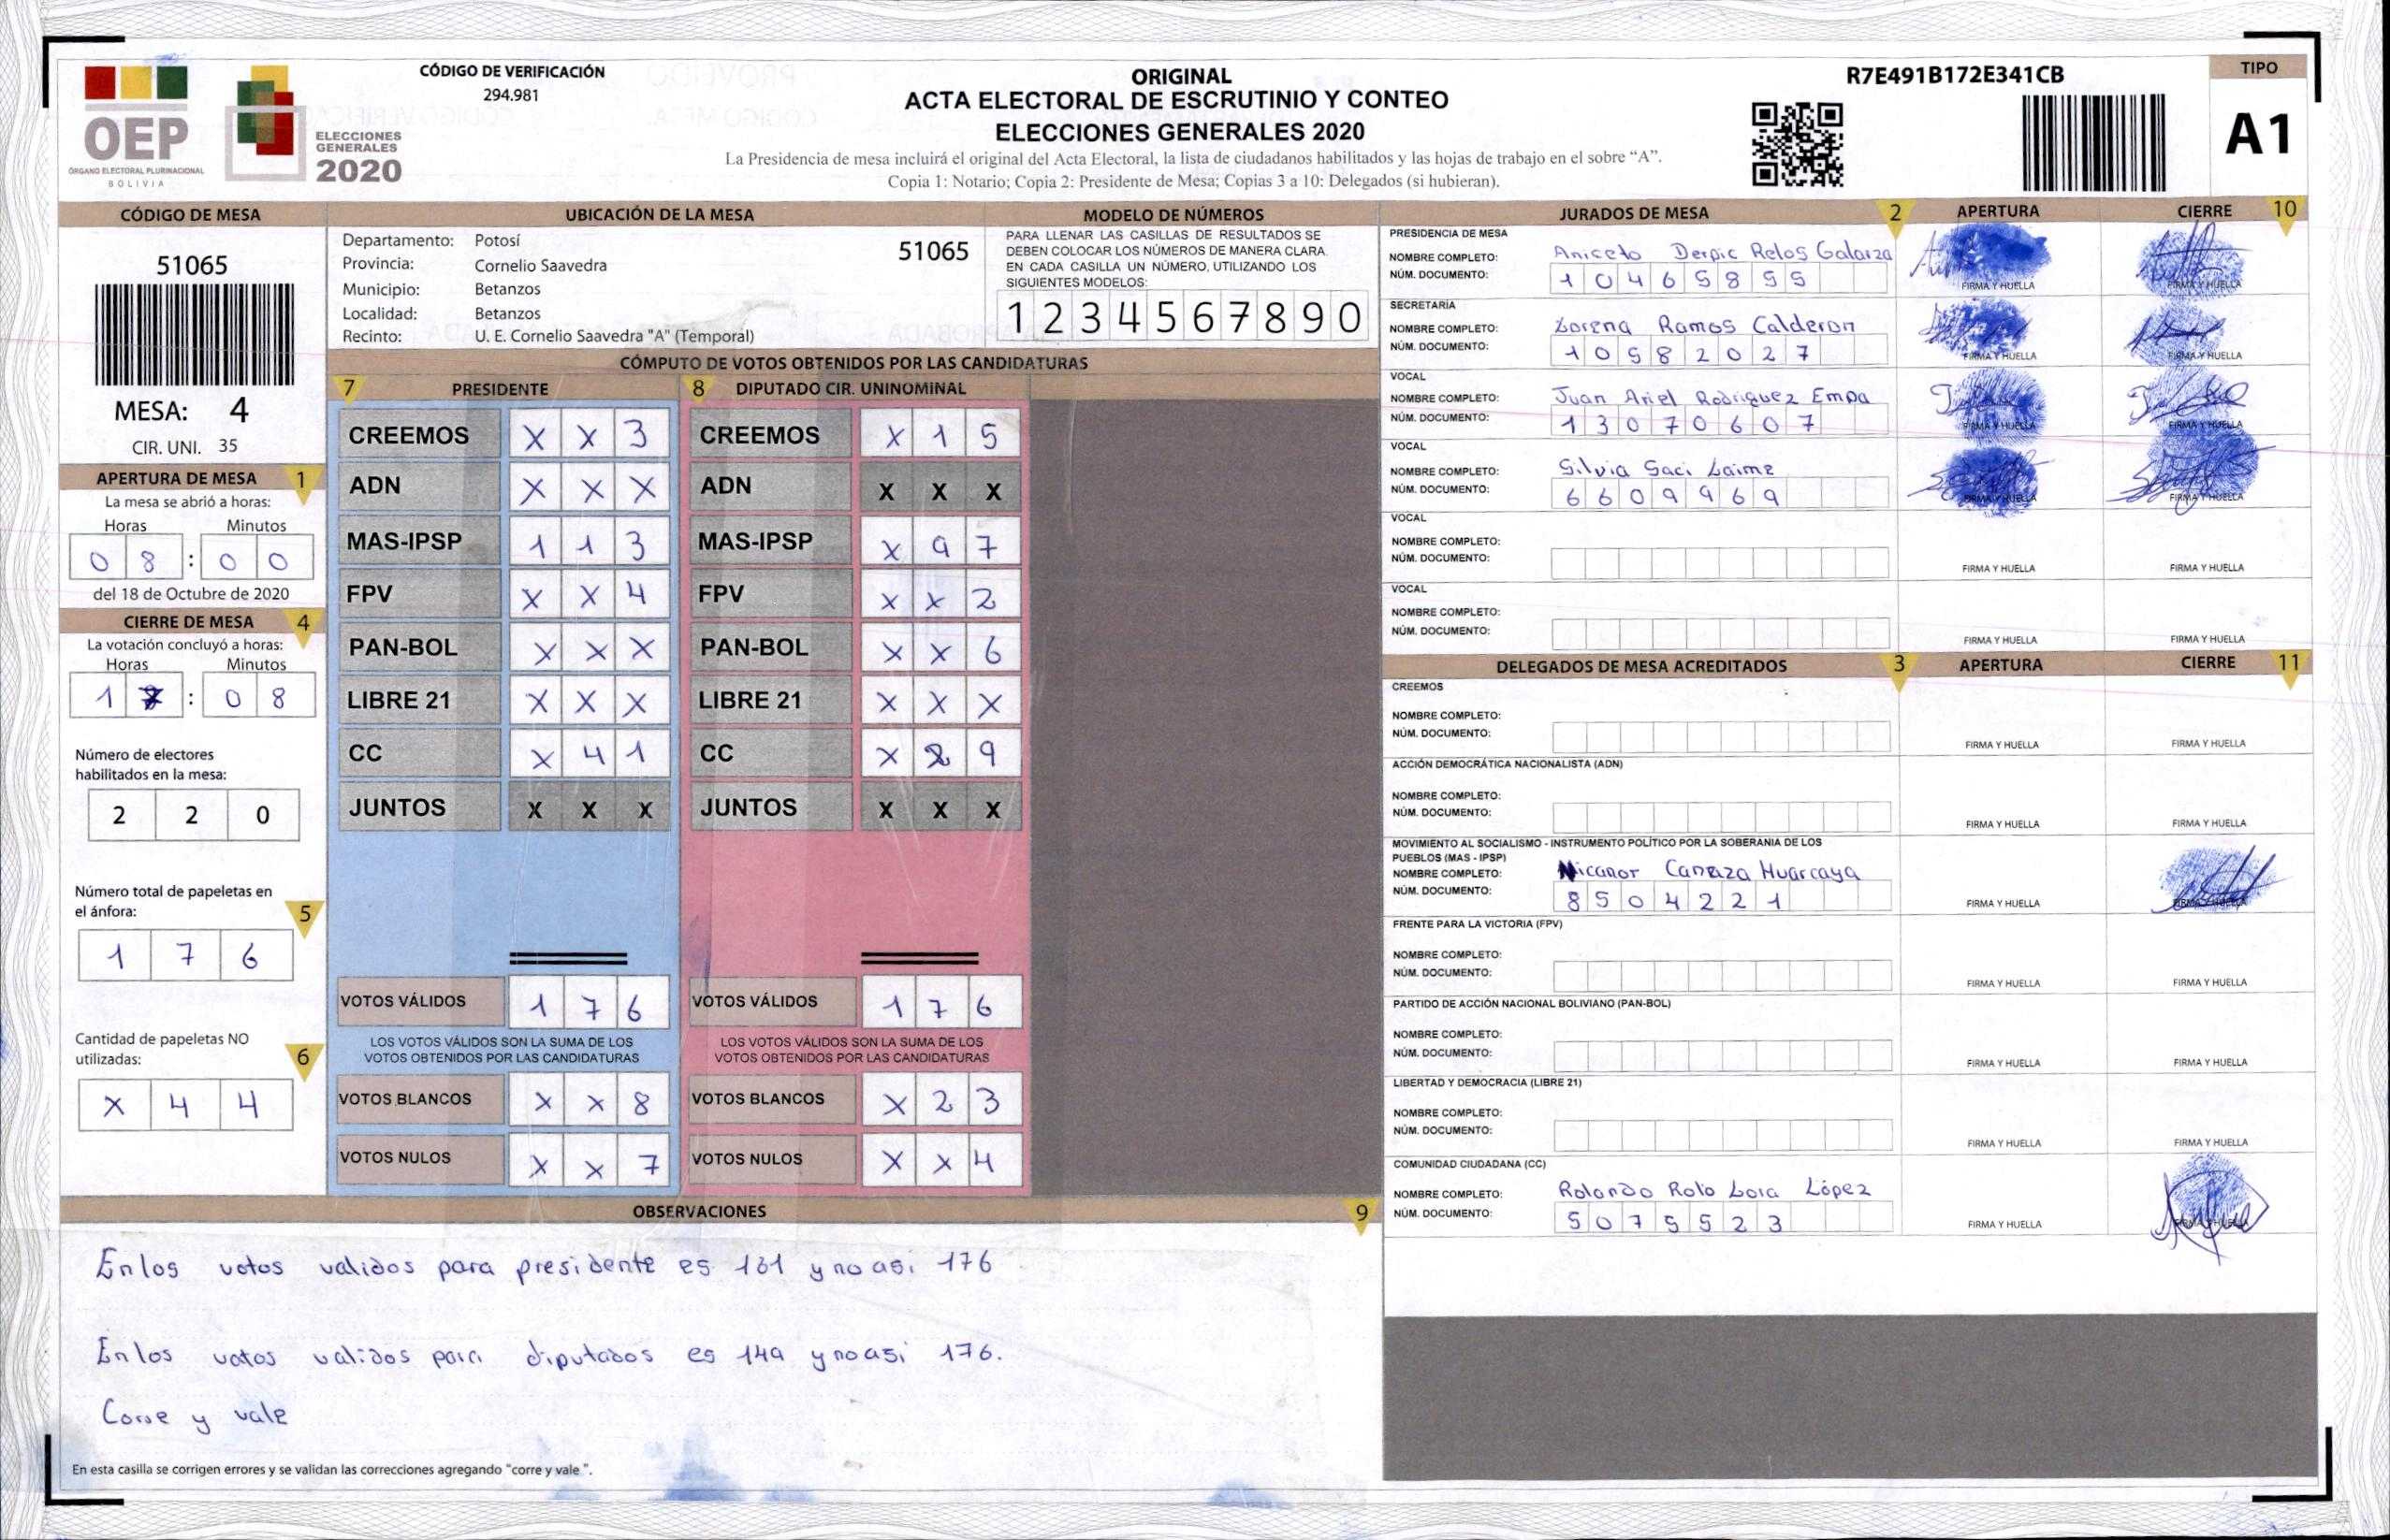 OEP
ÓRGANO ELECTORAL PLURINACIONAL
BOLIVIA
ELECCIONES
GENERALES
2020
CÓDIGO DE VERIFICACIÓN
294.981
ORIGINAL
ACTA ELECTORAL DE ESCRUTINIO Y CONTEO
ELECCIONES GENERALES 2020
La Presidencia de mesa incluirá el original del Acta Electoral, la lista de ciudadanos habilitados y las hojas de trabajo en el sobre “A”.
Copia 1: Notario; Copia 2: Presidente de Mesa; Copias 3 a 10: Delegados (si hubieran).
R7E491B172E341CB
TIPO
A1
CÓDIGO DE MESA
51065
MESA: 4
CIR. UNI. 35
APERTURA DE MESA 1
La mesa se abrió a horas:
Horas Minutos
0 8 : 0 0
del 18 de Octubre de 2020
CIERRE DE MESA 4
La votación concluyó a horas:
Horas Minutos
1 7 : 0 8
Número de electores
habilitados en la mesa:
2 2 0
Número total de papeletas en
el ánfora: 5
1 7 6
Cantidad de papeletas NO
utilizadas: 6
X 4 4
UBICACIÓN DE LA MESA
Departamento: Potosí 51065
Provincia: Cornelio Saavedra
Municipio: Betanzos
Localidad: Betanzos
Recinto: U. E. Cornelio Saavedra "A" (Temporal)
MODELO DE NÚMEROS
PARA LLENAR LAS CASILLAS DE RESULTADOS SE
DEBEN COLOCAR LOS NÚMEROS DE MANERA CLARA.
EN CADA CASILLA UN NÚMERO, UTILIZANDO LOS
SIGUIENTES MODELOS:
1 2 3 4 5 6 7 8 9 0
CÓMPUTO DE VOTOS OBTENIDOS POR LAS CANDIDATURAS
7 PRESIDENTE 8 DIPUTADO CIR. UNINOMINAL
CREEMOS X X 3 CREEMOS X 1 5
ADN X X X ADN X X X
MAS-IPSP 1 1 3 MAS-IPSP X 9 7
FPV X X 4 FPV X X 2
PAN-BOL X X X PAN-BOL X X 6
LIBRE 21 X X X LIBRE 21 X X X
CC X 4 1 CC X 2 9
JUNTOS X X X JUNTOS X X X
VOTOS VÁLIDOS 1 7 6 VOTOS VÁLIDOS 1 7 6
LOS VOTOS VÁLIDOS SON LA SUMA DE LOS LOS VOTOS VÁLIDOS SON LA SUMA DE LOS
VOTOS OBTENIDOS POR LAS CANDIDATURAS VOTOS OBTENIDOS POR LAS CANDIDATURAS
VOTOS BLANCOS X X 8 VOTOS BLANCOS X 2 3
VOTOS NULOS X X 7 VOTOS NULOS X X 4
OBSERVACIONES 9
En los votos validos para presidente es 161 y no asi 176
En los votos validos para diputados es 149 y no asi 176.
Corre y vale
En esta casilla se corrigen errores y se validan las correcciones agregando "corre y vale ".
JURADOS DE MESA 2 APERTURA CIERRE 10
PRESIDENCIA DE MESA
NOMBRE COMPLETO: Aniceto Derpic Relos Galarza
NÚM. DOCUMENTO: 1 0 4 6 5 8 5 5
FIRMA Y HUELLA FIRMA Y HUELLA
SECRETARÍA
NOMBRE COMPLETO: Lorena Ramos Calderon
NÚM. DOCUMENTO: 1 0 5 8 2 0 2 7
FIRMA Y HUELLA FIRMA Y HUELLA
VOCAL
NOMBRE COMPLETO: Juan Ariel Rodriguez Empa
NÚM. DOCUMENTO: 1 3 0 7 0 6 0 7
FIRMA Y HUELLA FIRMA Y HUELLA
VOCAL
NOMBRE COMPLETO: Silvia Saci Laime
NÚM. DOCUMENTO: 6 6 0 9 9 6 9
FIRMA Y HUELLA FIRMA Y HUELLA
VOCAL
NOMBRE COMPLETO:
NÚM. DOCUMENTO:
FIRMA Y HUELLA FIRMA Y HUELLA
VOCAL
NOMBRE COMPLETO:
NÚM. DOCUMENTO:
FIRMA Y HUELLA FIRMA Y HUELLA
DELEGADOS DE MESA ACREDITADOS 3 APERTURA CIERRE 11
CREEMOS
NOMBRE COMPLETO:
NÚM. DOCUMENTO:
FIRMA Y HUELLA FIRMA Y HUELLA
ACCIÓN DEMOCRÁTICA NACIONALISTA (ADN)
NOMBRE COMPLETO:
NÚM. DOCUMENTO:
FIRMA Y HUELLA FIRMA Y HUELLA
MOVIMIENTO AL SOCIALISMO - INSTRUMENTO POLÍTICO POR LA SOBERANIA DE LOS
PUEBLOS (MAS - IPSP)
NOMBRE COMPLETO: Nicanor Canaza Huarcaya
NÚM. DOCUMENTO: 8 5 0 4 2 2 1
FIRMA Y HUELLA FIRMA Y HUELLA
FRENTE PARA LA VICTORIA (FPV)
NOMBRE COMPLETO:
NÚM. DOCUMENTO:
FIRMA Y HUELLA FIRMA Y HUELLA
PARTIDO DE ACCIÓN NACIONAL BOLIVIANO (PAN-BOL)
NOMBRE COMPLETO:
NÚM. DOCUMENTO:
FIRMA Y HUELLA FIRMA Y HUELLA
LIBERTAD Y DEMOCRACIA (LIBRE 21)
NOMBRE COMPLETO:
NÚM. DOCUMENTO:
FIRMA Y HUELLA FIRMA Y HUELLA
COMUNIDAD CIUDADANA (CC)
NOMBRE COMPLETO: Rolando Rolo Lora López
NÚM. DOCUMENTO: 5 0 7 5 5 2 3
FIRMA Y HUELLA FIRMA Y HUELLA